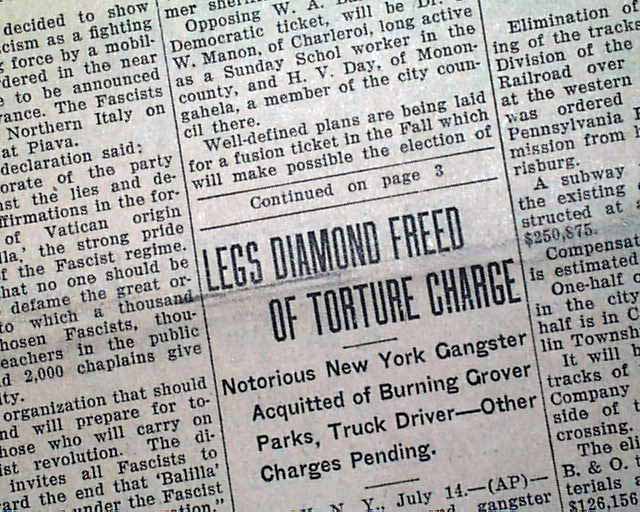 decided to show
cism as a fighting
force by a mobil-
dered in the near
to be announced
ance. The Fascists
Northern Italy on
at Piava.
declaration said:
orate of the party
st the lies and de-
ffirmations in the for-
of Vatican origin
lla,' the strong pride
f the Fascist regime.
hat no one should be
defame the great or-
to which a thousand
hosen Fascists, thou-
eachers in the public
d 2,000 chaplains give
ity.
organization that should
nd will prepare for to-
hose who will carry on
ist revolution. The di-
invites all Fascists to
ard the end that 'Balilla'
under the Fascist
tion."
mer sher
Opposing W. A.
Democratic ticket, will be Dr.
W. Manon, of Charleroi, long active
as a Sunday Schol worker in the
county, and H. V. Day, of Monon-
gahela, a member of the city coun-
cil there.
Well-defined plans are being laid
for a fusion ticket in the Fall which
will make possible the election of
Continued on page 3
LEGS DIAMOND FREED
OF TORTURE CHARGE
Notorious New York Gangster
Acquitted of Burning Grover
Parks, Truck Driver—Other
Charges Pending.
N. Y., July 14.—(AP)—
gangster
Elimination of
ing of the tracks
Division of the
Railroad over
at the western
was ordered
Pennsylvania
mission from
risburg.
A subway
the existing
structed at
$250,875.
Compensat
is estimated
One-half
in the city
half is in C
lin Townsh
It will b
tracks of
Company
side of t
crossing.
The eli
B. & O. t
terials a
$126,156